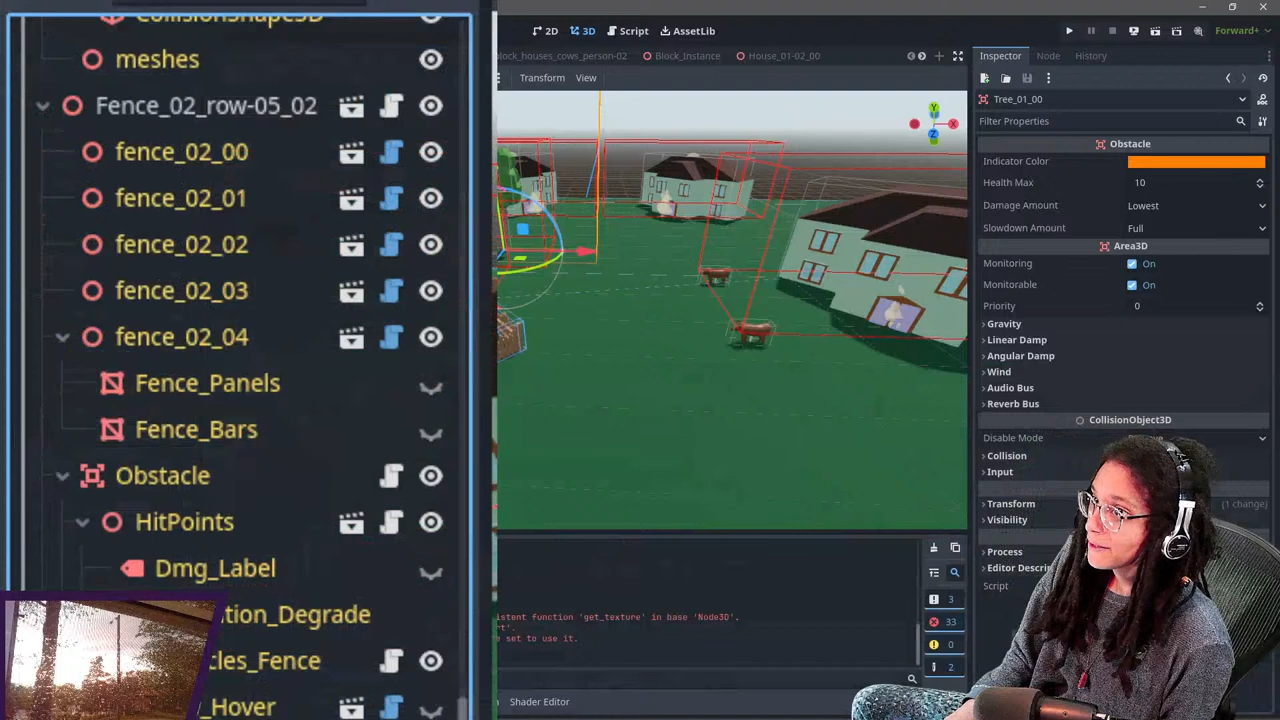 CollisionShape3D
meshes
Fence_02_row-05_02
fence_02_00
fence_02_01
fence_02_02
fence_02_03
fence_02_04
Fence_Panels
Fence_Bars
Obstacle
HitPoints
Dmg_Label
tion_Degrade
cles_Fence
_Hover
2D 3D Script AssetLib
Forward+
lock_houses_cows_person-02 Block_Instance House_01-02_00
Transform View
Y
X
Z
istent function 'get_texture' in base 'Node3D'.
rt'.
e set to use it.
3
33
0
2
Shader Editor
Inspector Node History
Tree_01_00
Filter Properties
Obstacle
Indicator Color
Health Max 10
Damage Amount Lowest
Slowdown Amount Full
Area3D
Monitoring On
Monitorable On
Priority 0
Gravity
Linear Damp
Angular Damp
Wind
Audio Bus
Reverb Bus
CollisionObject3D
Disable Mode
Collision
Input
Transform (1 change)
Visibility
Process
Editor Descri
Script